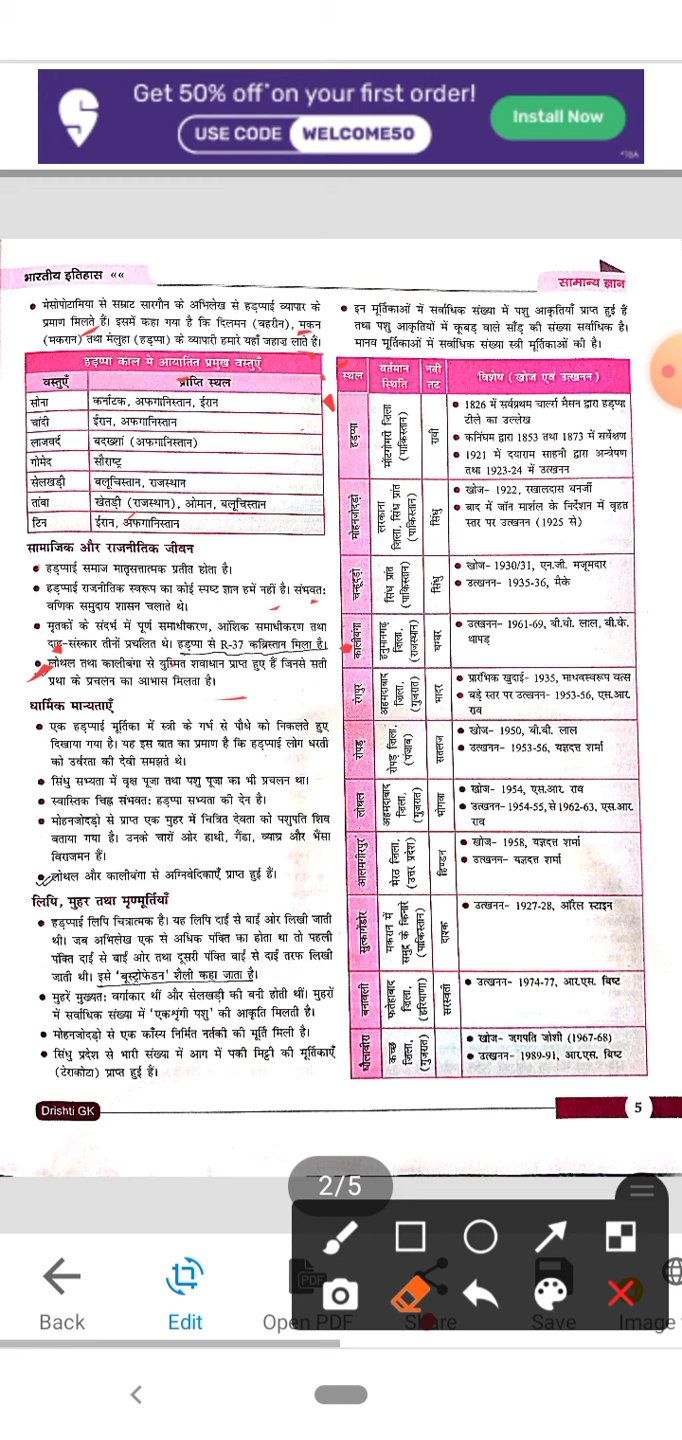 Get 50% off* on your first order!
USE CODE WELCOME50
Install Now
*T&A
भारतीय इतिहास ««
सामान्य ज्ञान
● मेसोपोटामिया से सम्राट सारगौन के अभिलेख से हड़प्पाई व्यापार के
प्रमाण मिलते हैं। इसमें कहा गया है कि दिलमन (बहरीन), मकन
(मकरान) तथा मेलुहा (हड़प्पा) के व्यापारी हमारे यहाँ जहाज लाते हैं।
हड़प्पा काल मे आयातित प्रमुख वस्तुएँ
वस्तुएँ प्राप्ति स्थल
सोना कर्नाटक, अफगानिस्तान, ईरान
चांदी ईरान, अफगानिस्तान
लाजवर्द बदख्शां (अफगानिस्तान)
गोमेद सौराष्ट्र
सेलखड़ी बलूचिस्तान, राजस्थान
तांबा खेतड़ी (राजस्थान), ओमान, बलूचिस्तान
टिन ईरान, अफगानिस्तान
सामाजिक और राजनीतिक जीवन
● हड़प्पाई समाज मातृसत्तात्मक प्रतीत होता है।
● हड़प्पाई राजनीतिक स्वरूप का कोई स्पष्ट ज्ञान हमें नहीं है। संभवत:
वणिक समुदाय शासन चलाते थे।
● मृतकों के संदर्भ में पूर्ण समाधीकरण, आंशिक समाधीकरण तथा
दाह-संस्कार तीनों प्रचलित थे। हड़प्पा से R-37 कब्रिस्तान मिला है।
● लोथल तथा कालीबंगा से युग्मित शवाधान प्राप्त हुए हैं जिनसे सती
प्रथा के प्रचलन का आभास मिलता है।
धार्मिक मान्यताएँ
● एक हड़प्पाई मूर्तिका में स्त्री के गर्भ से पौधे को निकलते हुए
दिखाया गया है। यह इस बात का प्रमाण है कि हड़प्पाई लोग धरती
को उर्वरता की देवी समझते थे।
● सिंधु सभ्यता में वृक्ष पूजा तथा पशु पूजा का भी प्रचलन था।
● स्वास्तिक चिह्न संभवत: हड़प्पा सभ्यता की देन है।
● मोहनजोदड़ो से प्राप्त एक मुहर में चित्रित देवता को पशुपति शिव
बताया गया है। उनके चारों ओर हाथी, गैंडा, व्याघ्र और भैंसा
विराजमन हैं।
● लोथल और कालीबंगा से अग्निवेदिकाएँ प्राप्त हुई हैं।
लिपि, मुहर तथा मृण्मूर्तियाँ
● हड़प्पाई लिपि चित्रात्मक है। यह लिपि दाईं से बाईं ओर लिखी जाती
थी। जब अभिलेख एक से अधिक पंक्ति का होता था तो पहली
पंक्ति दाईं से बाईं ओर तथा दूसरी पंक्ति बाईं से दाईं तरफ लिखी
जाती थी। इसे 'बूस्ट्रोफेडन' शैली कहा जाता है।
● मुहरें मुख्यत: वर्गाकार थीं और सेलखड़ी की बनी होती थीं। मुहरों
में सर्वाधिक संख्या में 'एकशृंगी पशु' की आकृति मिलती है।
● मोहनजोदड़ो से एक काँस्य निर्मित नर्तकी की मूर्ति मिली है।
● सिंधु प्रदेश से भारी संख्या में आग में पकी मिट्टी की मूर्तिकाएँ
(टेराकोटा) प्राप्त हुई हैं।
● इन मूर्तिकाओं में सर्वाधिक संख्या में पशु आकृतियाँ प्राप्त हुई हैं
तथा पशु आकृतियों में कूबड़ वाले साँड़ की संख्या सर्वाधिक है।
मानव मूर्तिकाओं में सर्वाधिक संख्या स्त्री मूर्तिकाओं की है।
स्थल वर्तमान स्थिति नदी तट विशेष (खोज एवं उत्खनन)
हड़प्पा मोंटगोमरी जिला (पाकिस्तान) रावी
● 1826 में सर्वप्रथम चार्ल्स मैसन द्वारा हड़प्पा
टीले का उल्लेख
● कनिंघम द्वारा 1853 तथा 1873 में सर्वेक्षण
● 1921 में दयाराम साहनी द्वारा अन्वेषण
तथा 1923-24 में उत्खनन
मोहनजोदड़ो लरकाना जिला, सिंध प्रांत (पाकिस्तान) सिंधु
● खोज- 1922, रखालदास बनर्जी
● बाद में जॉन मार्शल के निर्देशन में वृहत
स्तर पर उत्खनन (1925 से)
चन्हूदड़ो सिंध प्रांत (पाकिस्तान) सिंधु
● खोज- 1930/31, एन.जी. मजूमदार
● उत्खनन- 1935-36, मैके
कालीबंगा हनुमानगढ़ जिला, (राजस्थान) घग्घर
● उत्खनन- 1961-69, बी.बी. लाल, बी.के.
थापड़
रंगपुर अहमदाबाद जिला, (गुजरात) भादर
● प्रारंभिक खुदाई- 1935, माधवस्वरूप वत्स
● बड़े स्तर पर उत्खनन- 1953-56, एस.आर.
राव
रोपड़ रोपड़ जिला, (पंजाब) सतलज
● खोज- 1950, बी.बी. लाल
● उत्खनन- 1953-56, यज्ञदत्त शर्मा
लोथल अहमदाबाद जिला, (गुजरात) भोगवा
● खोज- 1954, एस.आर. राव
● उत्खनन- 1954-55, से 1962-63, एस.आर.
राव
आलमगीरपुर मेरठ जिला, (उत्तर प्रदेश) हिण्डन
● खोज- 1958, यज्ञदत्त शर्मा
● उत्खनन- यज्ञदत्त शर्मा
सुत्कागेंडोर मकरान में समुद्र के किनारे (पाकिस्तान) दाश्क
● उत्खनन- 1927-28, ऑरेल स्टाइन
बनावली फतेहाबाद जिला, (हरियाणा) सरस्वती
● उत्खनन- 1974-77, आर.एस. बिष्ट
धौलावीरा कच्छ जिला, (गुजरात)
● खोज- जगपति जोशी (1967-68)
● उत्खनन- 1989-91, आर.एस. बिष्ट
Drishti GK
5
2/5
Back
Edit
Open PDF
Share
Save
Image